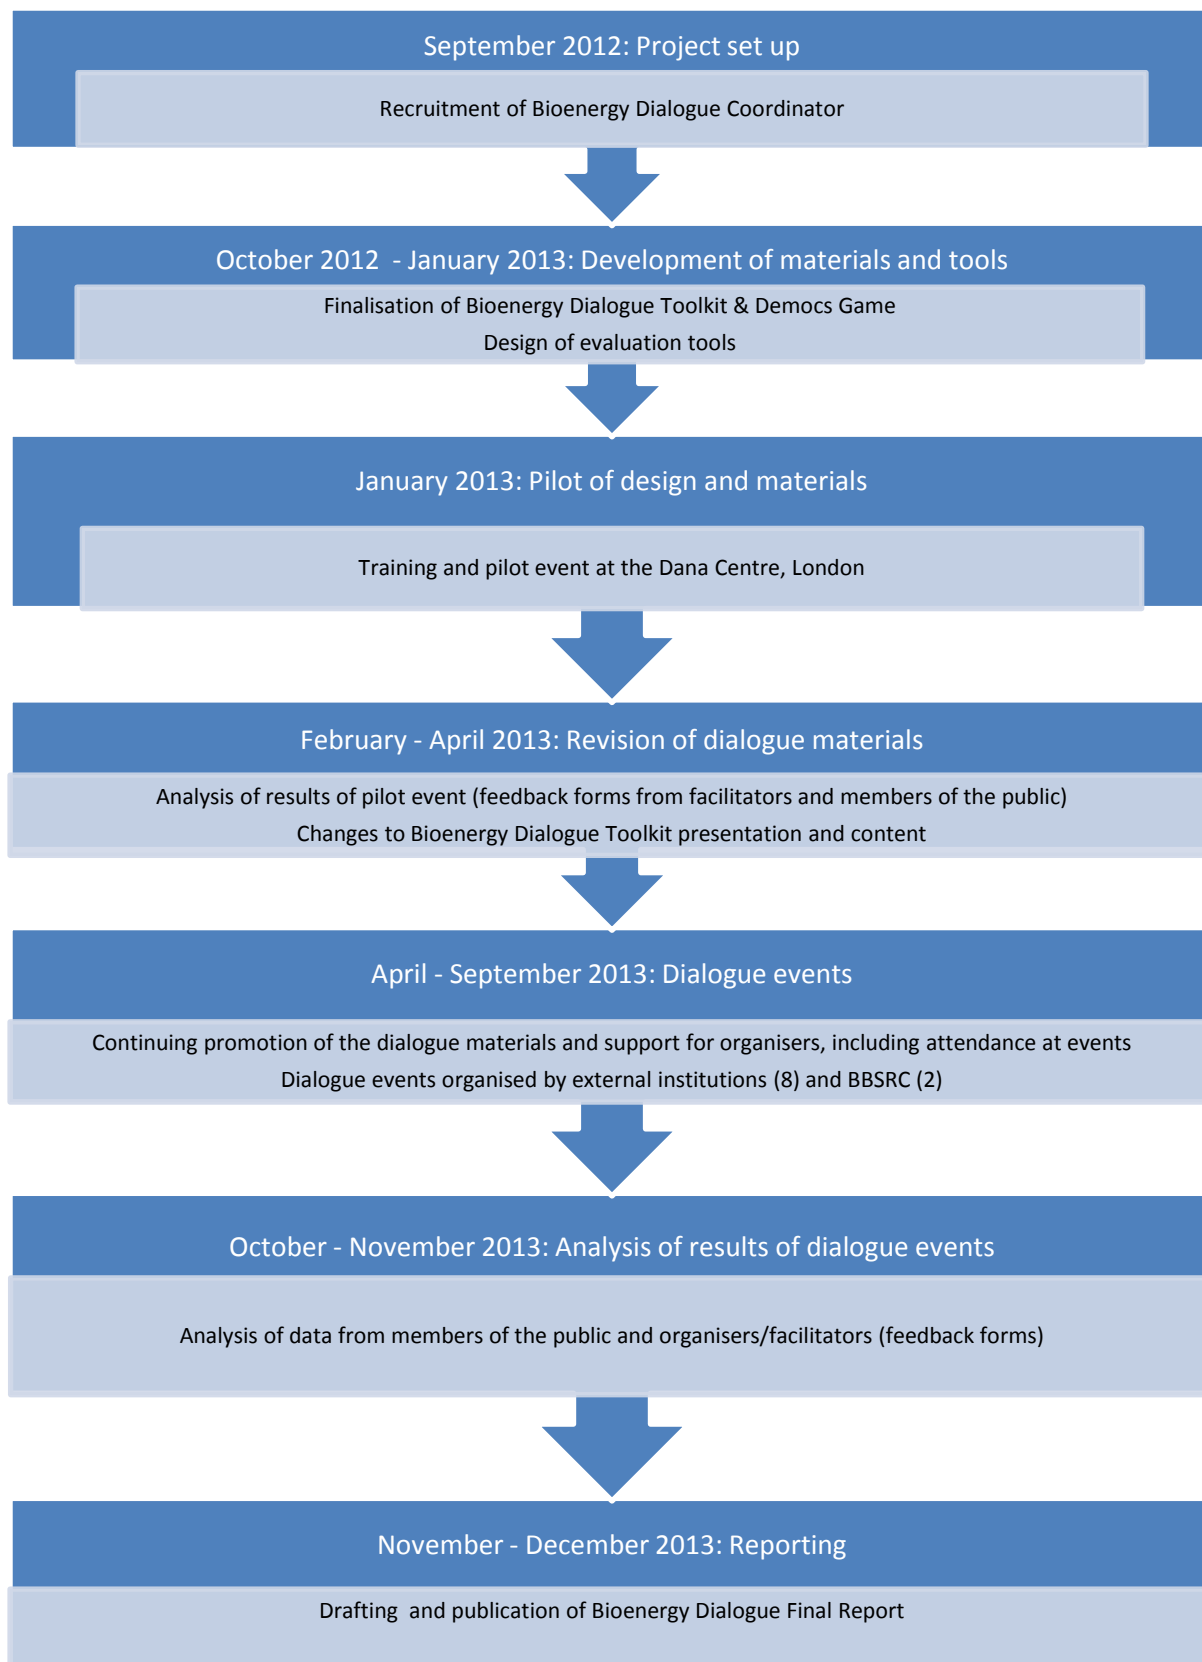 September 2012: Project set up
Recruitment of Bioenergy Dialogue Coordinator
October 2012 - January 2013: Development of materials and tools
Finalisation of Bioenergy Dialogue Toolkit & Democs Game
Design of evaluation tools
January 2013: Pilot of design and materials
Training and pilot event at the Dana Centre, London
February - April 2013: Revision of dialogue materials
Analysis of results of pilot event (feedback forms from facilitators and members of the public)
Changes to Bioenergy Dialogue Toolkit presentation and content
April - September 2013: Dialogue events
Continuing promotion of the dialogue materials and support for organisers, including attendance at events
Dialogue events organised by external institutions (8) and BBSRC (2)
October - November 2013: Analysis of results of dialogue events
Analysis of data from members of the public and organisers/facilitators (feedback forms)
November - December 2013: Reporting
Drafting and publication of Bioenergy Dialogue Final Report